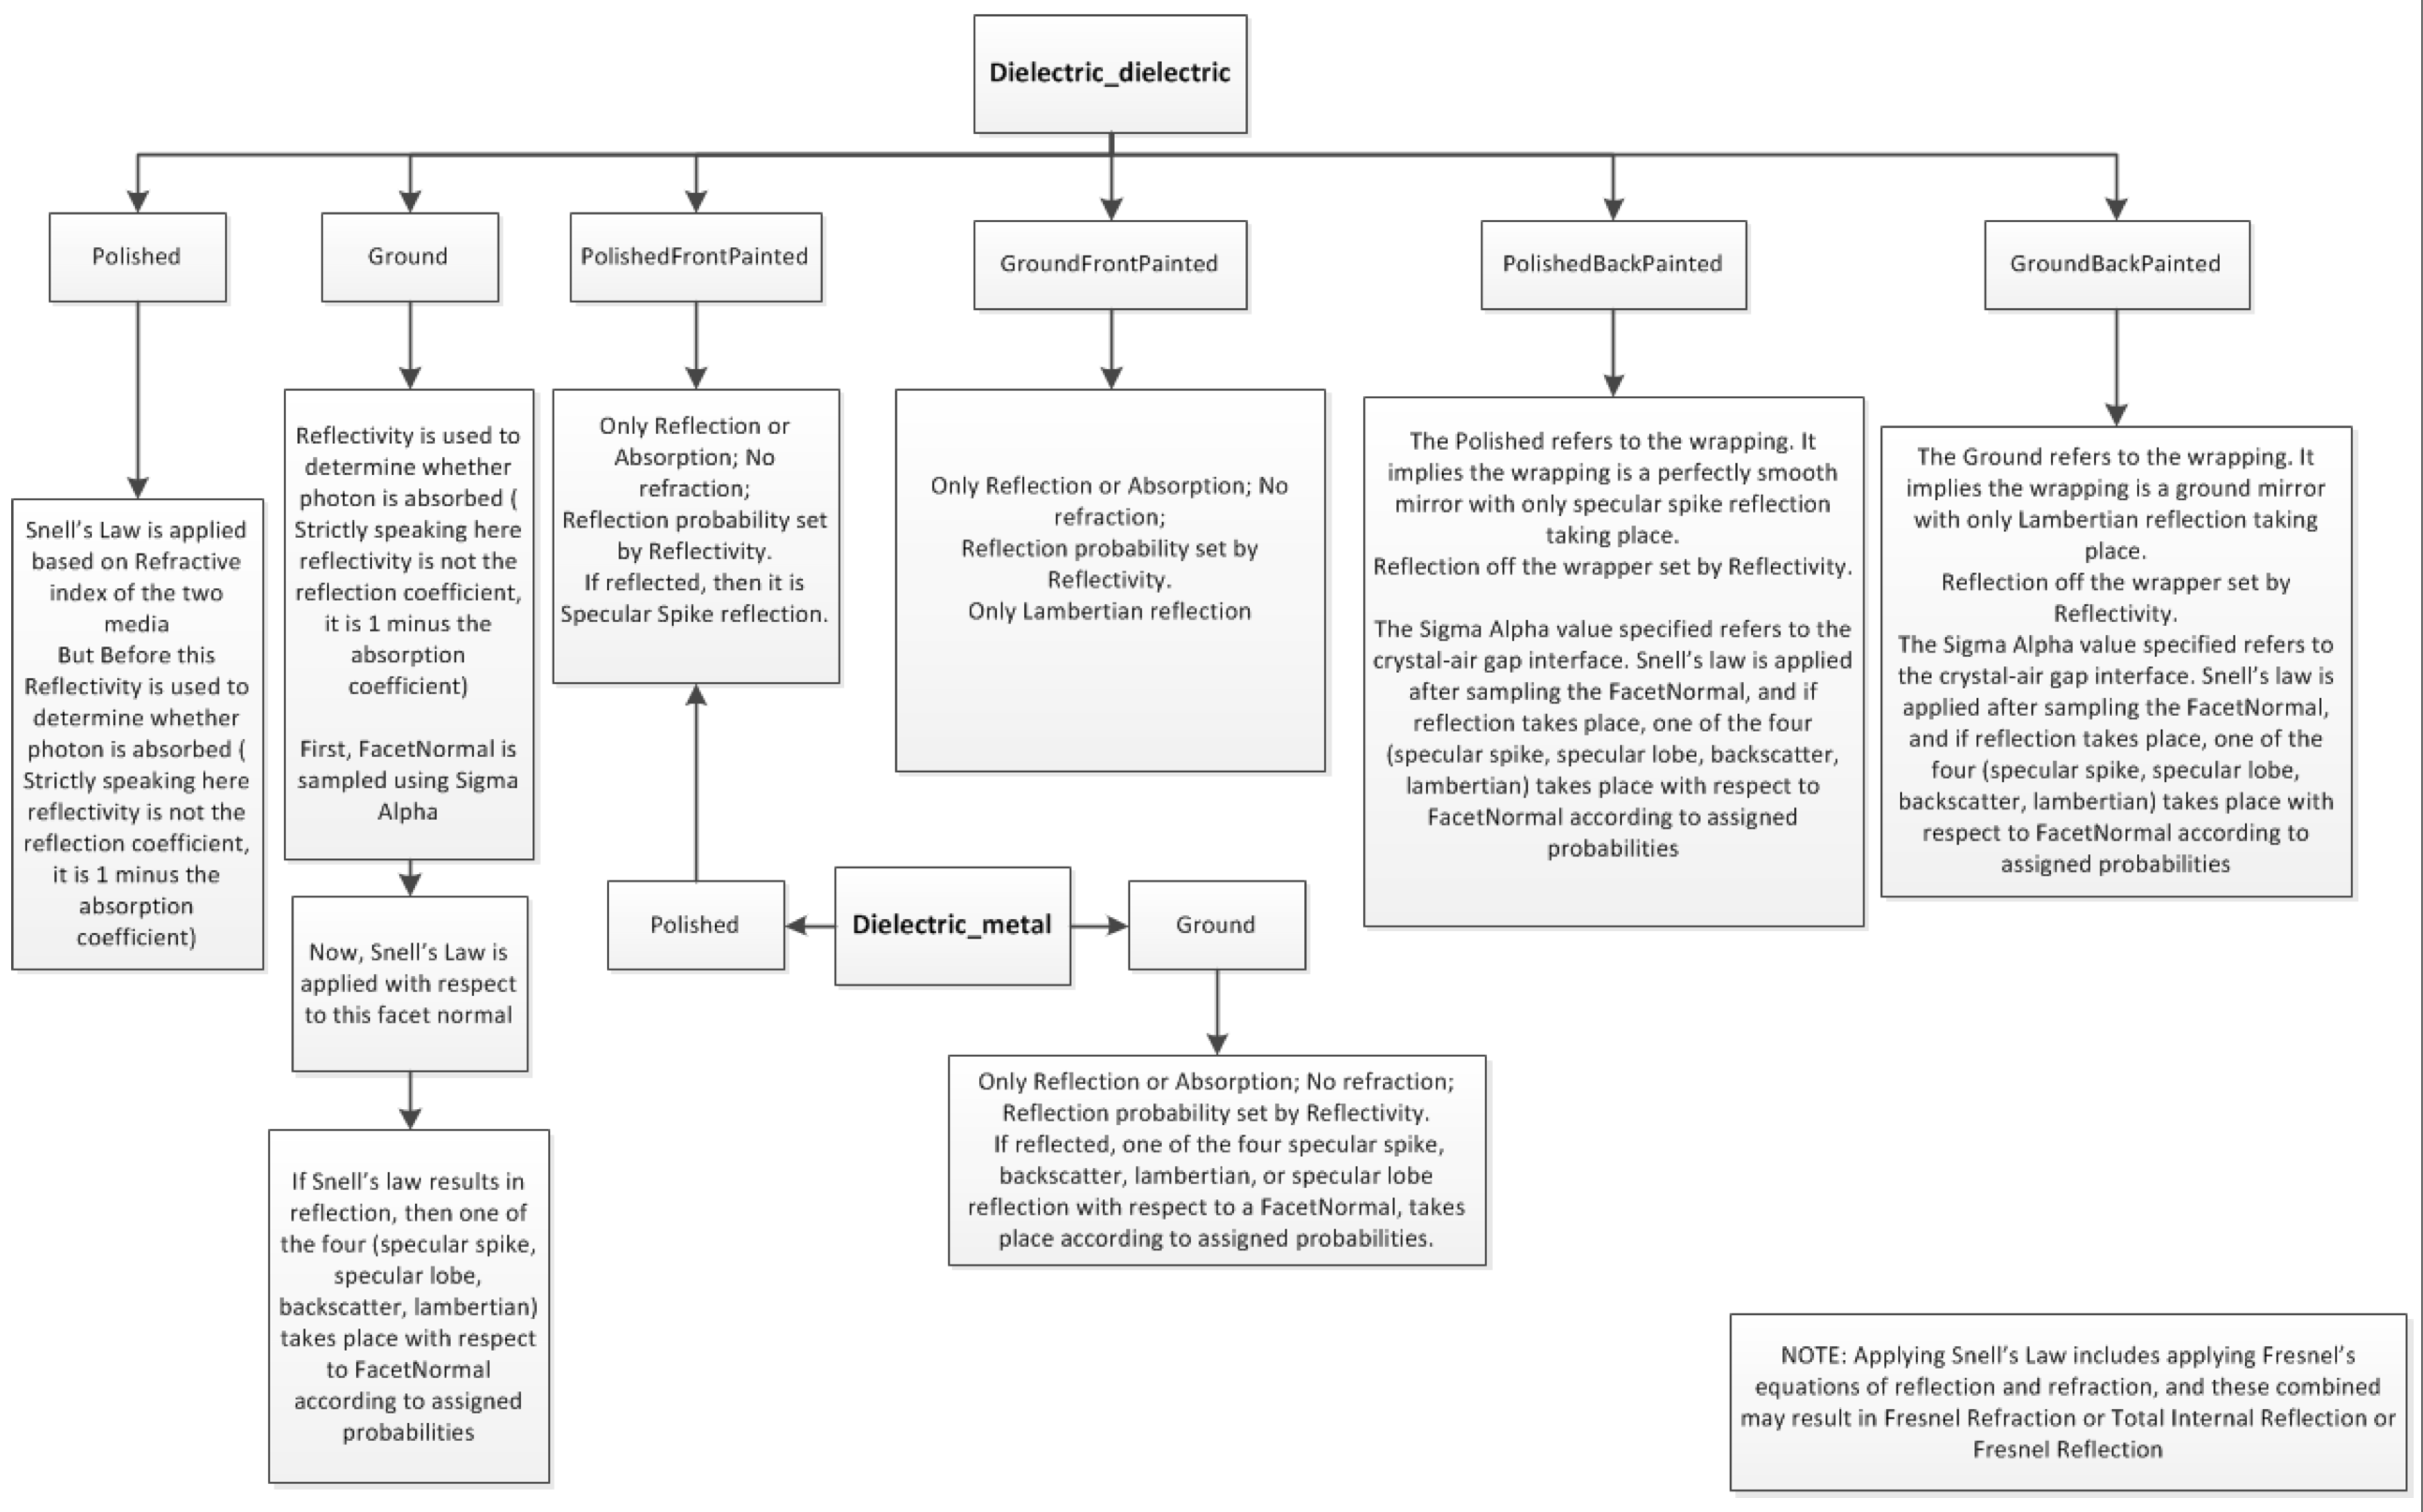 Dielectric_dielectric
Polished
Ground
PolishedFrontPainted
GroundFrontPainted
PolishedBackPainted
GroundBackPainted
Snell’s Law is applied
based on Refractive
index of the two
media
But Before this
Reflectivity is used to
determine whether
photon is absorbed (
Strictly speaking here
reflectivity is not the
reflection coefficient,
it is 1 minus the
absorption
coefficient)
Reflectivity is used to
determine whether
photon is absorbed (
Strictly speaking here
reflectivity is not the
reflection coefficient,
it is 1 minus the
absorption
coefficient)
First, FacetNormal is
sampled using Sigma
Alpha
Now, Snell’s Law is
applied with respect
to this facet normal
If Snell’s law results in
reflection, then one of
the four (specular spike,
specular lobe,
backscatter, lambertian)
takes place with respect
to FacetNormal
according to assigned
probabilities
Only Reflection or
Absorption; No
refraction;
Reflection probability set
by Reflectivity.
If reflected, then it is
Specular Spike reflection.
Only Reflection or Absorption; No
refraction;
Reflection probability set by
Reflectivity.
Only Lambertian reflection
The Polished refers to the wrapping. It
implies the wrapping is a perfectly smooth
mirror with only specular spike reflection
taking place.
Reflection off the wrapper set by Reflectivity.
The Sigma Alpha value specified refers to the
crystal-air gap interface. Snell’s law is applied
after sampling the FacetNormal, and if
reflection takes place, one of the four
(specular spike, specular lobe, backscatter,
lambertian) takes place with respect to
FacetNormal according to assigned
probabilities
The Ground refers to the wrapping. It
implies the wrapping is a ground mirror
with only Lambertian reflection taking
place.
Reflection off the wrapper set by
Reflectivity.
The Sigma Alpha value specified refers to
the crystal-air gap interface. Snell’s law is
applied after sampling the FacetNormal,
and if reflection takes place, one of the
four (specular spike, specular lobe,
backscatter, lambertian) takes place with
respect to FacetNormal according to
assigned probabilities
Polished
Dielectric_metal
Ground
Only Reflection or Absorption; No refraction;
Reflection probability set by Reflectivity.
If reflected, one of the four specular spike,
backscatter, lambertian, or specular lobe
reflection with respect to a FacetNormal, takes
place according to assigned probabilities.
NOTE: Applying Snell’s Law includes applying Fresnel’s
equations of reflection and refraction, and these combined
may result in Fresnel Refraction or Total Internal Reflection or
Fresnel Reflection